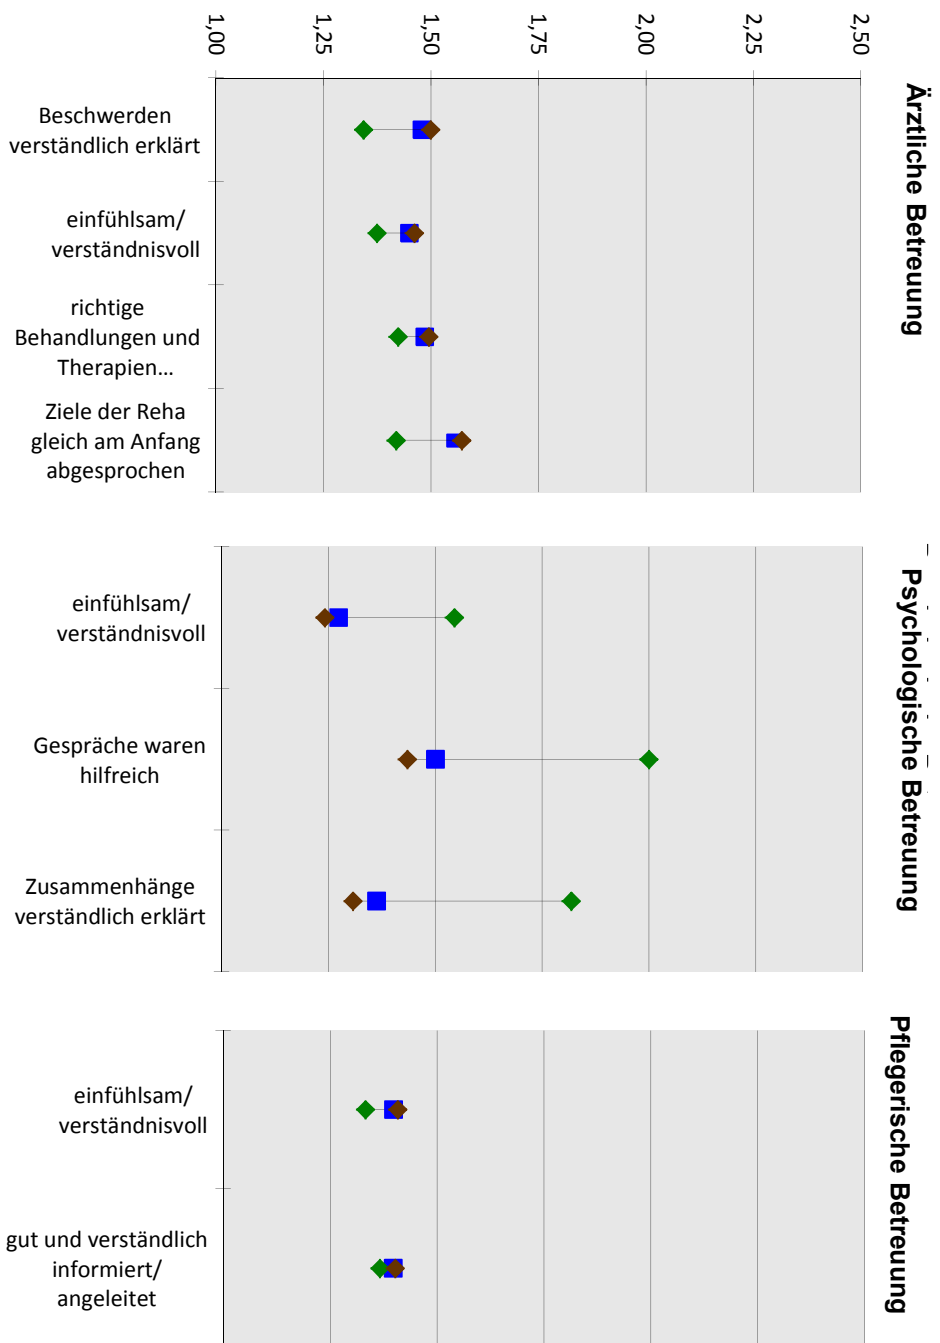 1,00
1,25
1,50
1,75
2,00
2,25
2,50
Ärztliche Betreuung
Beschwerden
verständlich erklärt
einfühlsam/
verständnisvoll
richtige
Behandlungen und
Therapien...
Ziele der Reha
gleich am Anfang
abgesprochen
Psychologische Betreuung
einfühlsam/
verständnisvoll
Gespräche waren
hilfreich
Zusammenhänge
verständlich erklärt
Pflegerische Betreuung
einfühlsam/
verständnisvoll
gut und verständlich
informiert/
angeleitet